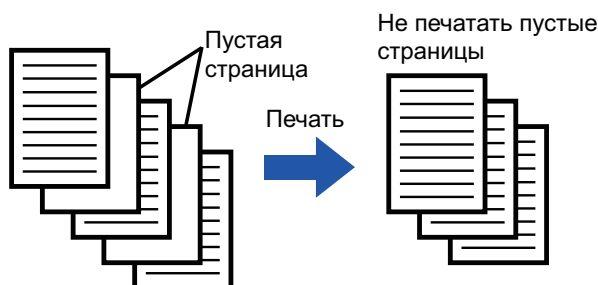 Пустая
страница
Печать
Не печатать пустые
страницы